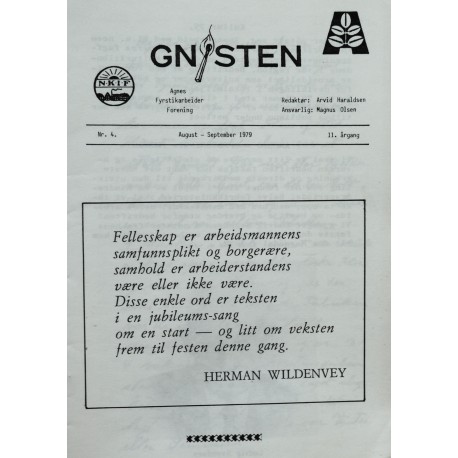 GNISTEN
NKIF
Agnes
Fyrstikarbeider
Forening
Redaktør: Arvid Haraldsen
Ansvarlig: Magnus Olsen
Nr. 4. August - September 1979 11. årgang
Fellesskap er arbeidsmannens
samfunnsplikt og borgerære,
samhold er arbeiderstandens
være eller ikke være.
Disse enkle ord er teksten
i en jubileums-sang
om en start — og litt om veksten
frem til festen denne gang.
HERMAN WILDENVEY